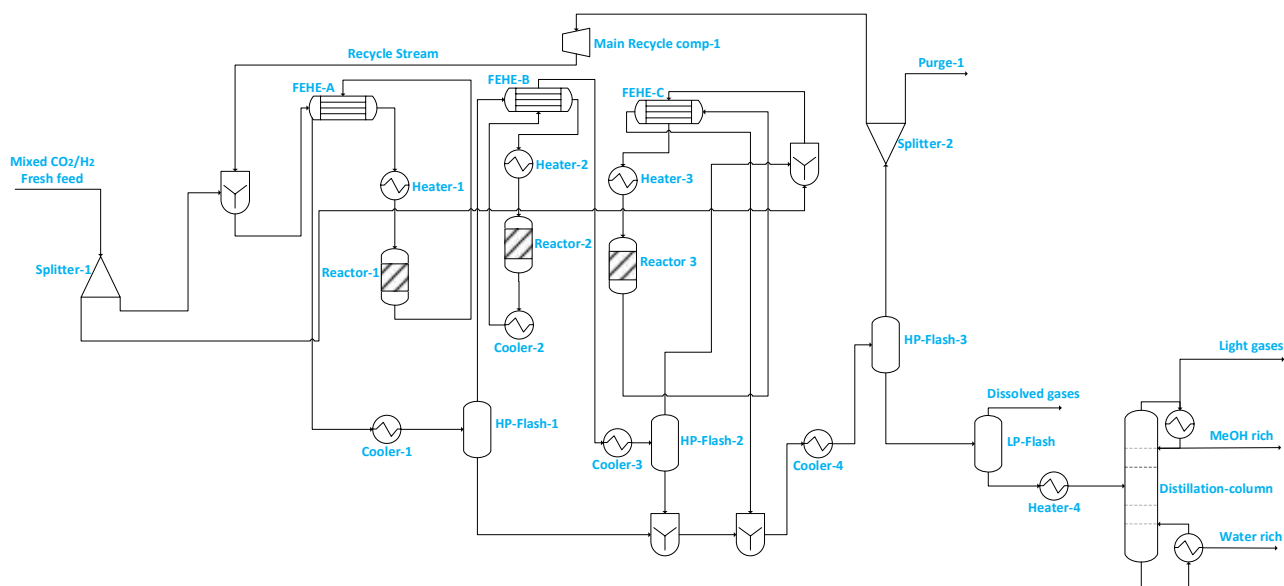 Main Recycle comp-1
Recycle Stream
Purge-1
FEHE-A
FEHE-B
FEHE-C
Splitter-2
Mixed CO₂/H₂
Fresh feed
Heater-1
Heater-2
Heater-3
Splitter-1
Reactor-1
Reactor-2
Reactor 3
Cooler-2
HP-Flash-3
Light gases
Dissolved gases
HP-Flash-1
HP-Flash-2
LP-Flash
MeOH rich
Cooler-1
Cooler-3
Cooler-4
Heater-4
Distillation-column
Water rich